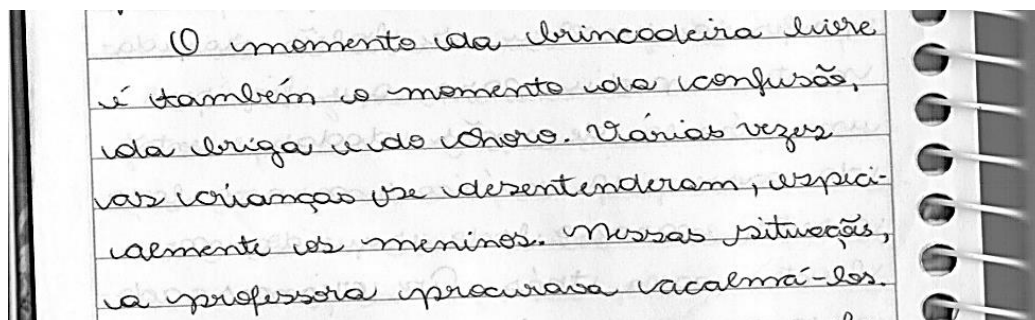 O momento da brincadeira livre
é também o momento da confusão,
da briga e do choro. Várias vezes
as crianças se desentenderam, especi-
almente os meninos. Nessas situações,
a professora procurava acalmá-los.